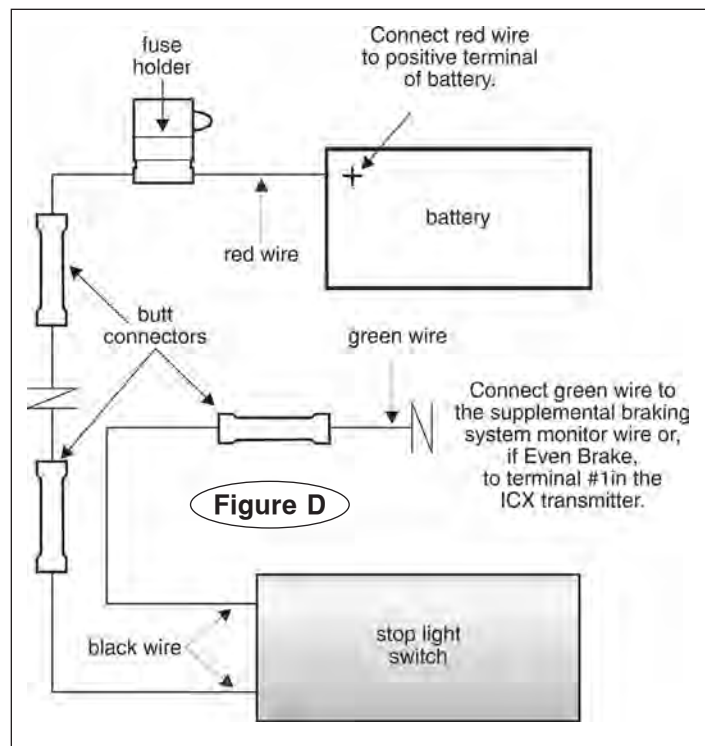 fuse
holder
Connect red wire
to positive terminal
of battery.
+
battery
red wire
butt
connectors
green wire
Connect green wire to
the supplemental braking
system monitor wire or,
if Even Brake,
to terminal #1in the
ICX transmitter.
Figure D
black wire
stop light
switch